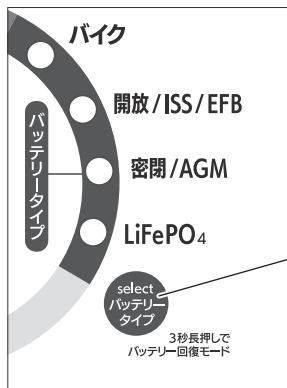 バイク
開放/ISS/EFB
密閉/AGM
LiFePO4
バッテリータイプ
select
バッテリー
タイプ
3秒長押しで
バッテリー回復モード